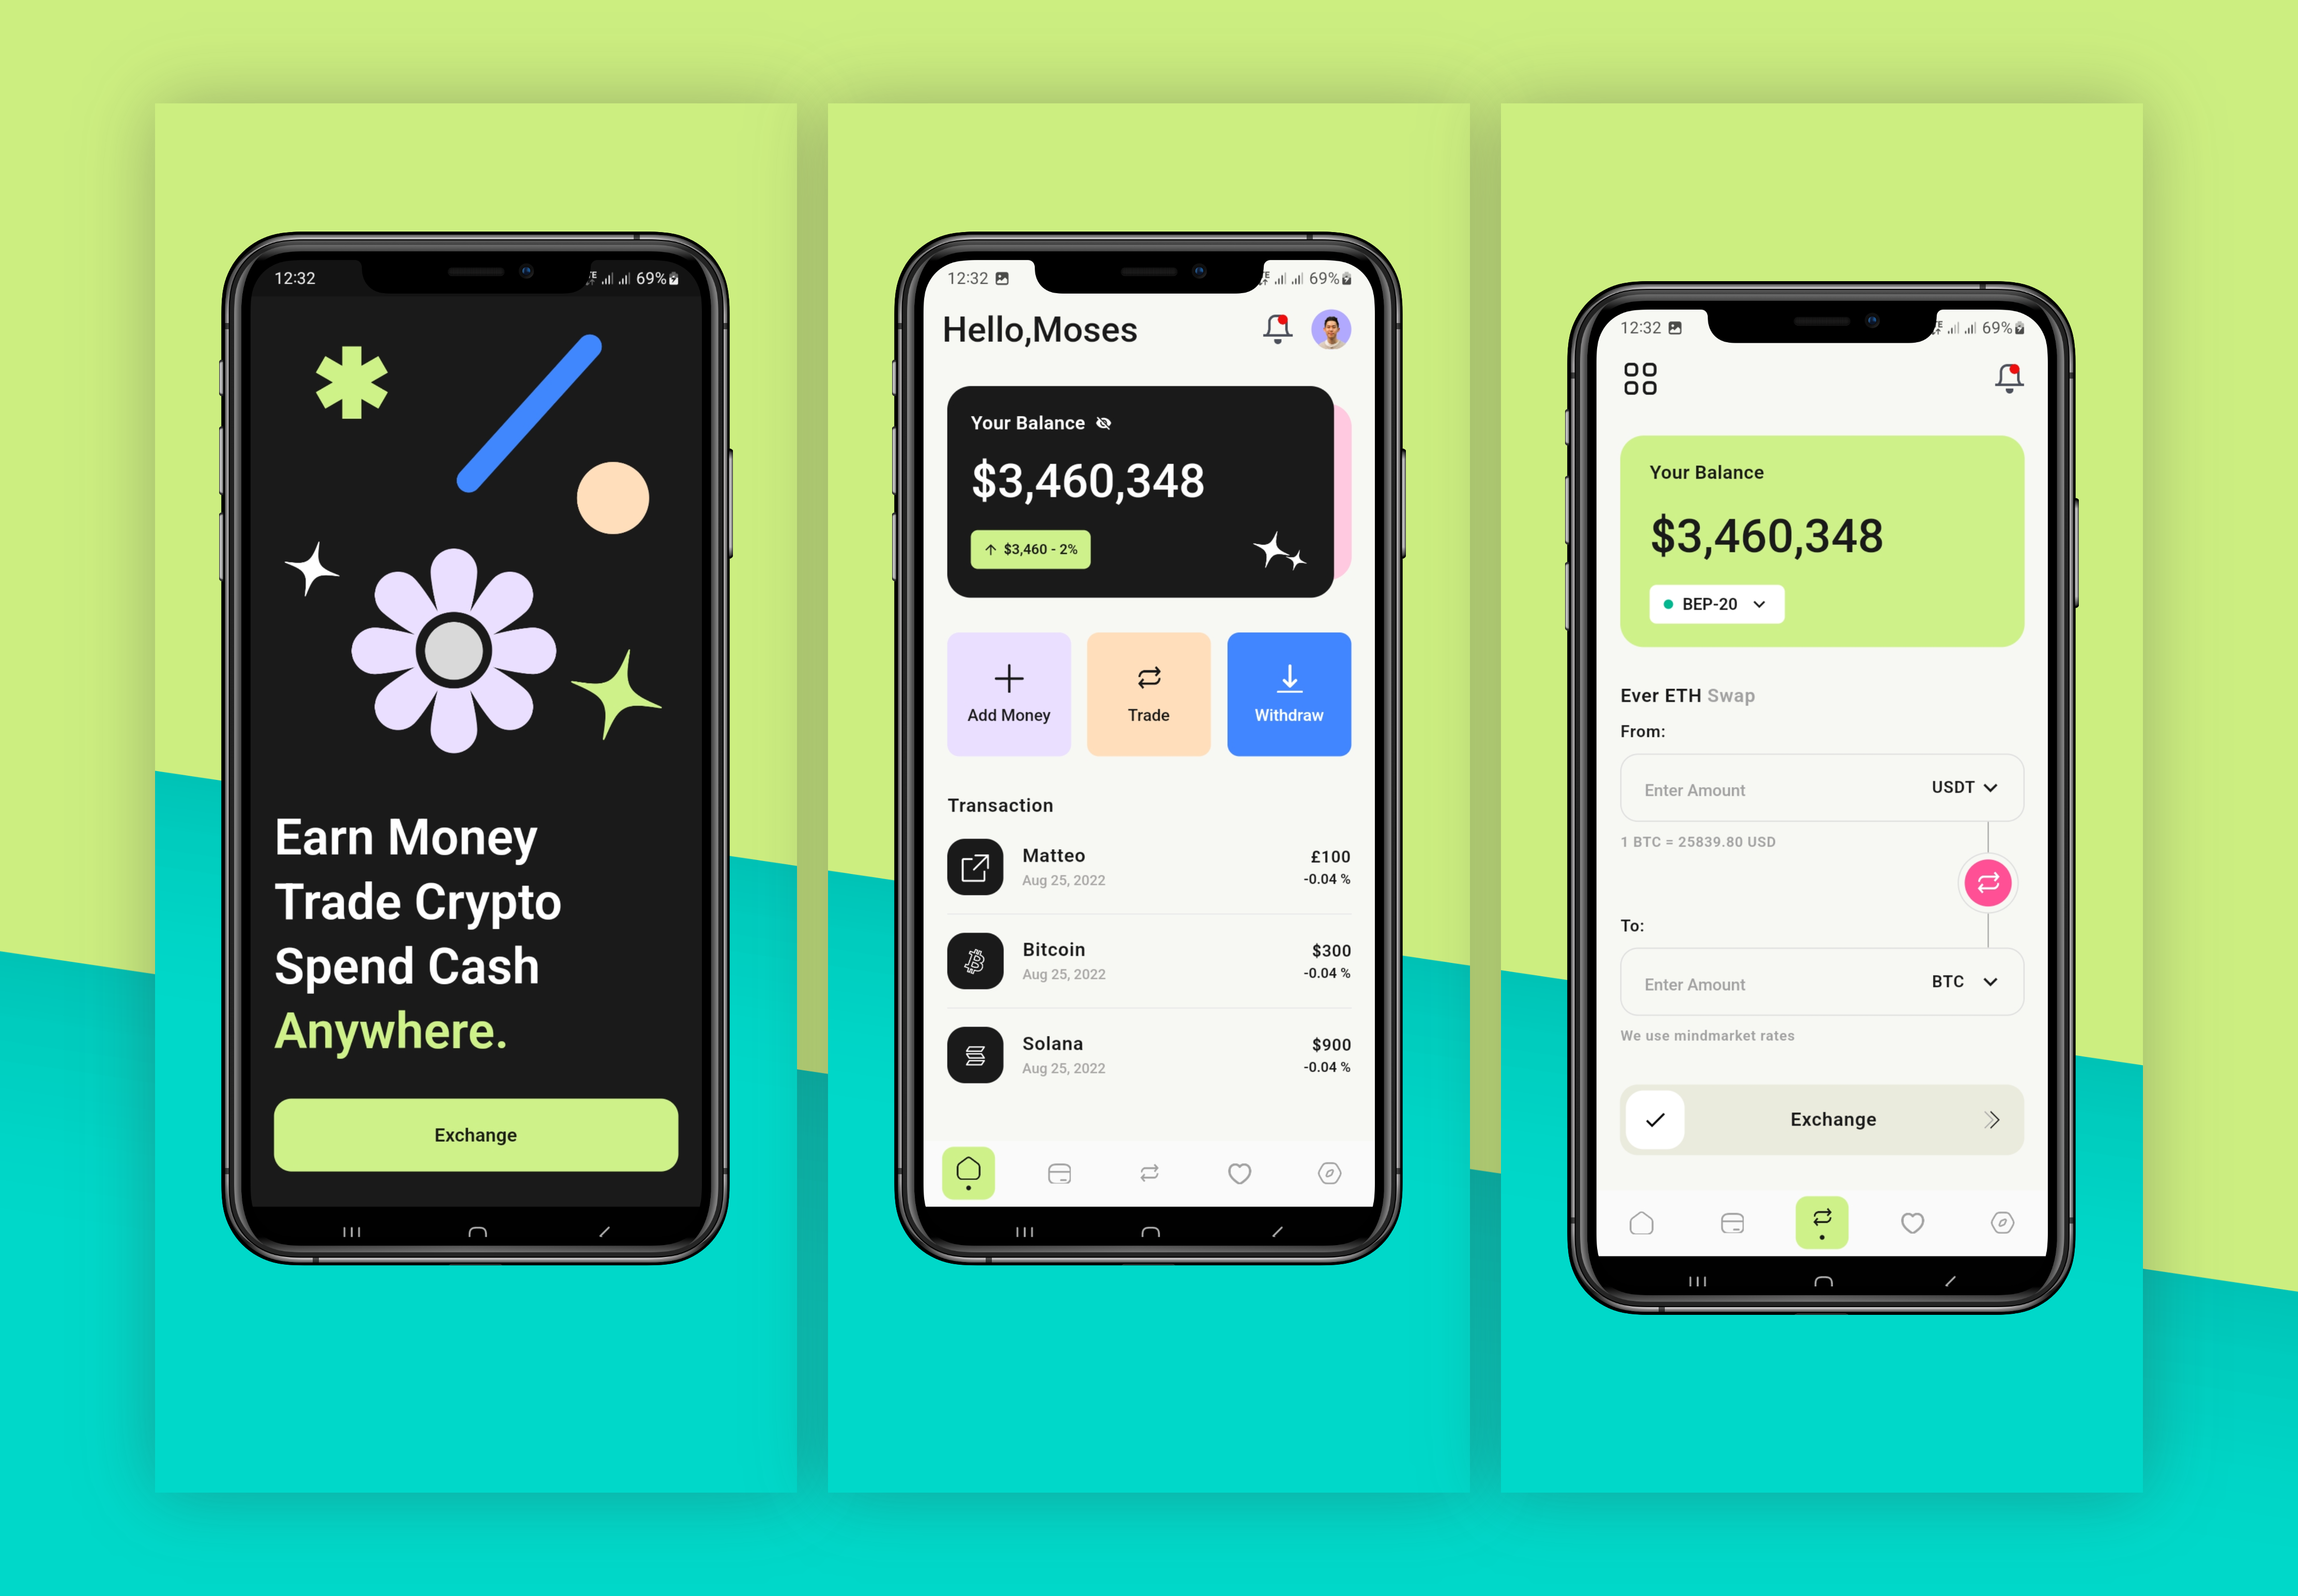 12:32
69%
Earn Money
Trade Crypto
Spend Cash
Anywhere.
Exchange
12:32
69%
Hello,Moses
Your Balance
$3,460,348
$3,460 - 2%
Add Money
Trade
Withdraw
Transaction
Matteo
£100
Aug 25, 2022
-0.04 %
Bitcoin
$300
Aug 25, 2022
-0.04 %
Solana
$900
Aug 25, 2022
-0.04 %
12:32
69%
Your Balance
$3,460,348
BEP-20
Ever ETH Swap
From:
Enter Amount
USDT
1 BTC = 25839.80 USD
To:
Enter Amount
BTC
We use mindmarket rates
Exchange